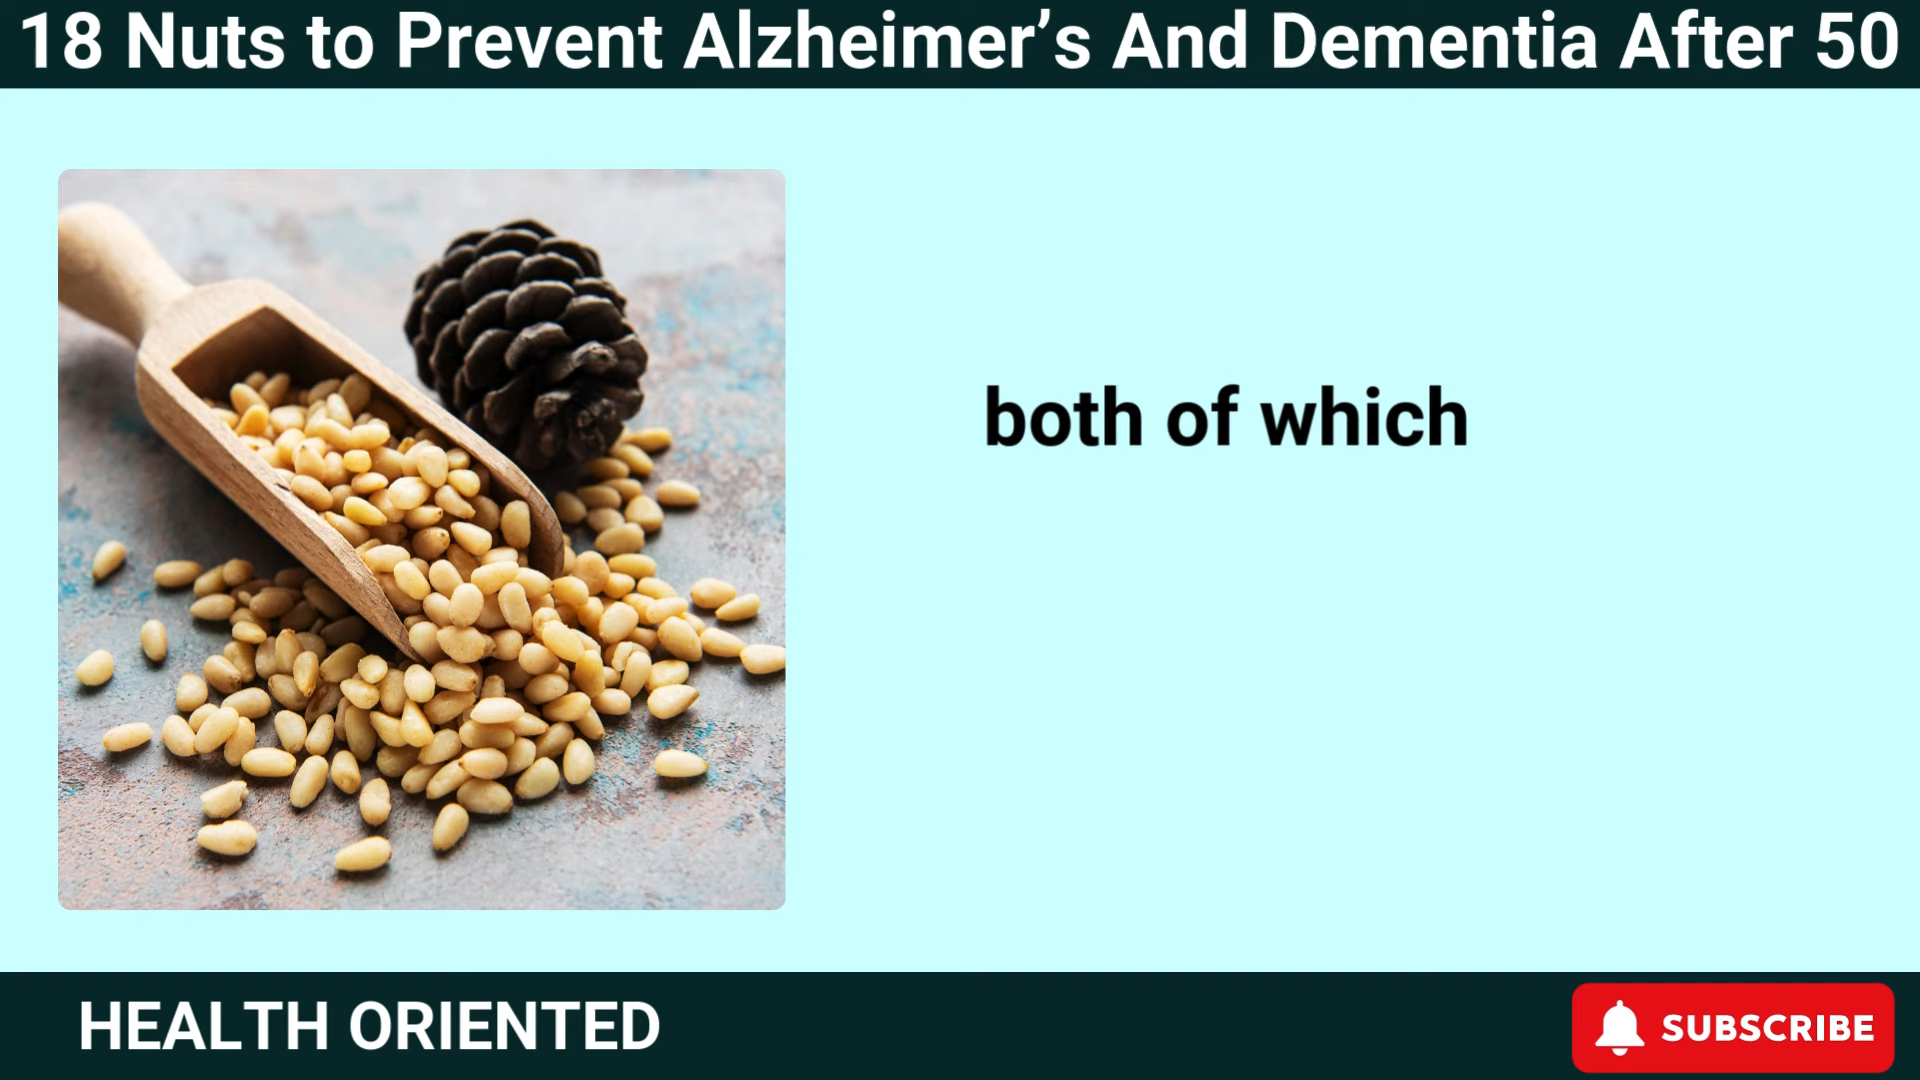 18 Nuts to Prevent Alzheimer’s And Dementia After 50
both of which
HEALTH ORIENTED
SUBSCRIBE